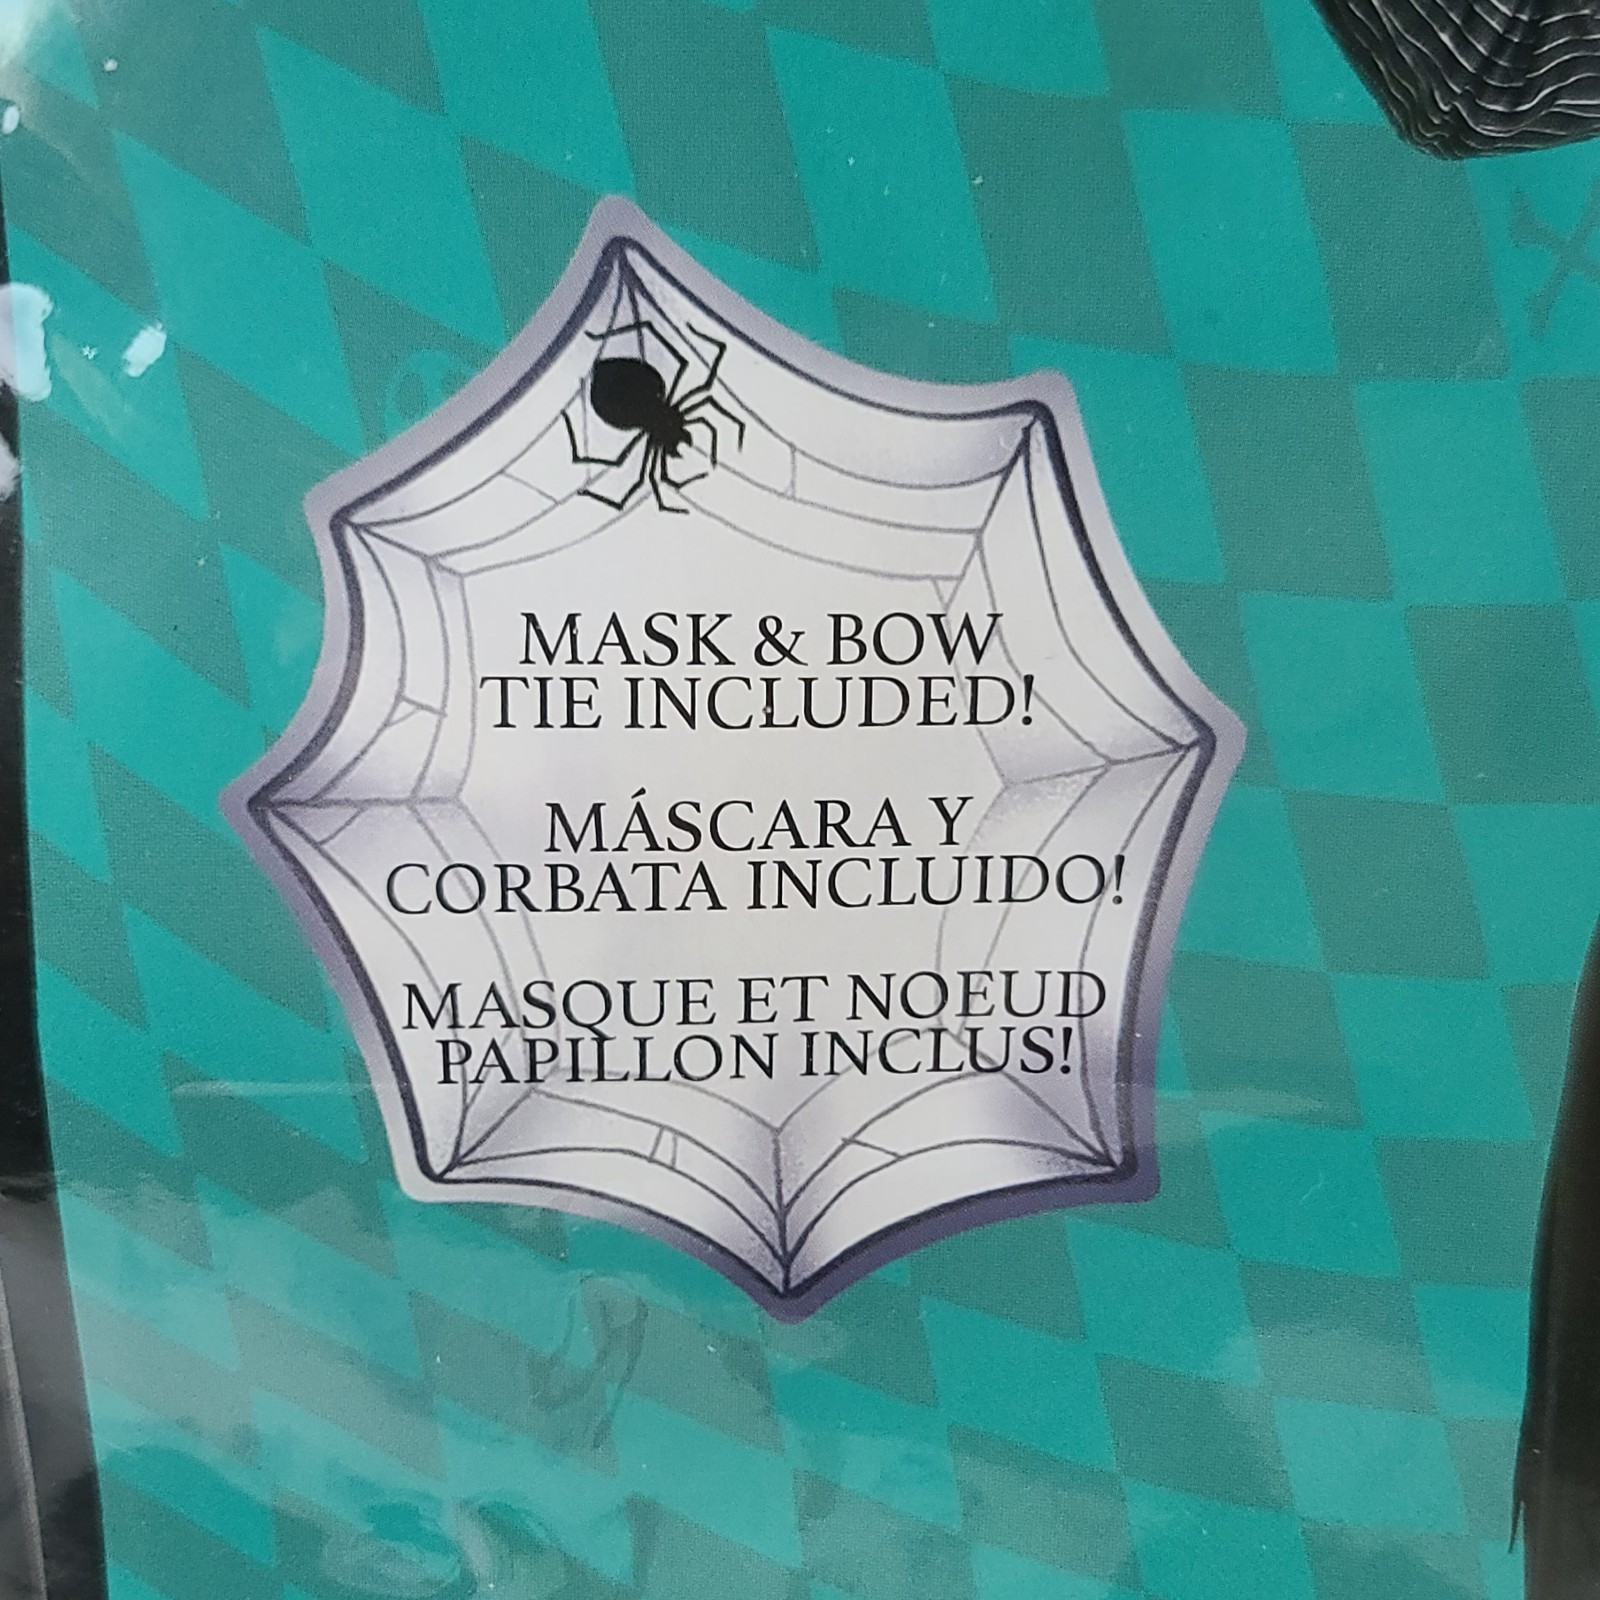 MASK & BOW
TIE INCLUDED!
MÁSCARA Y
CORBATA INCLUIDO!
MASQUE ET NOEUD
PAPILLON INCLUS!